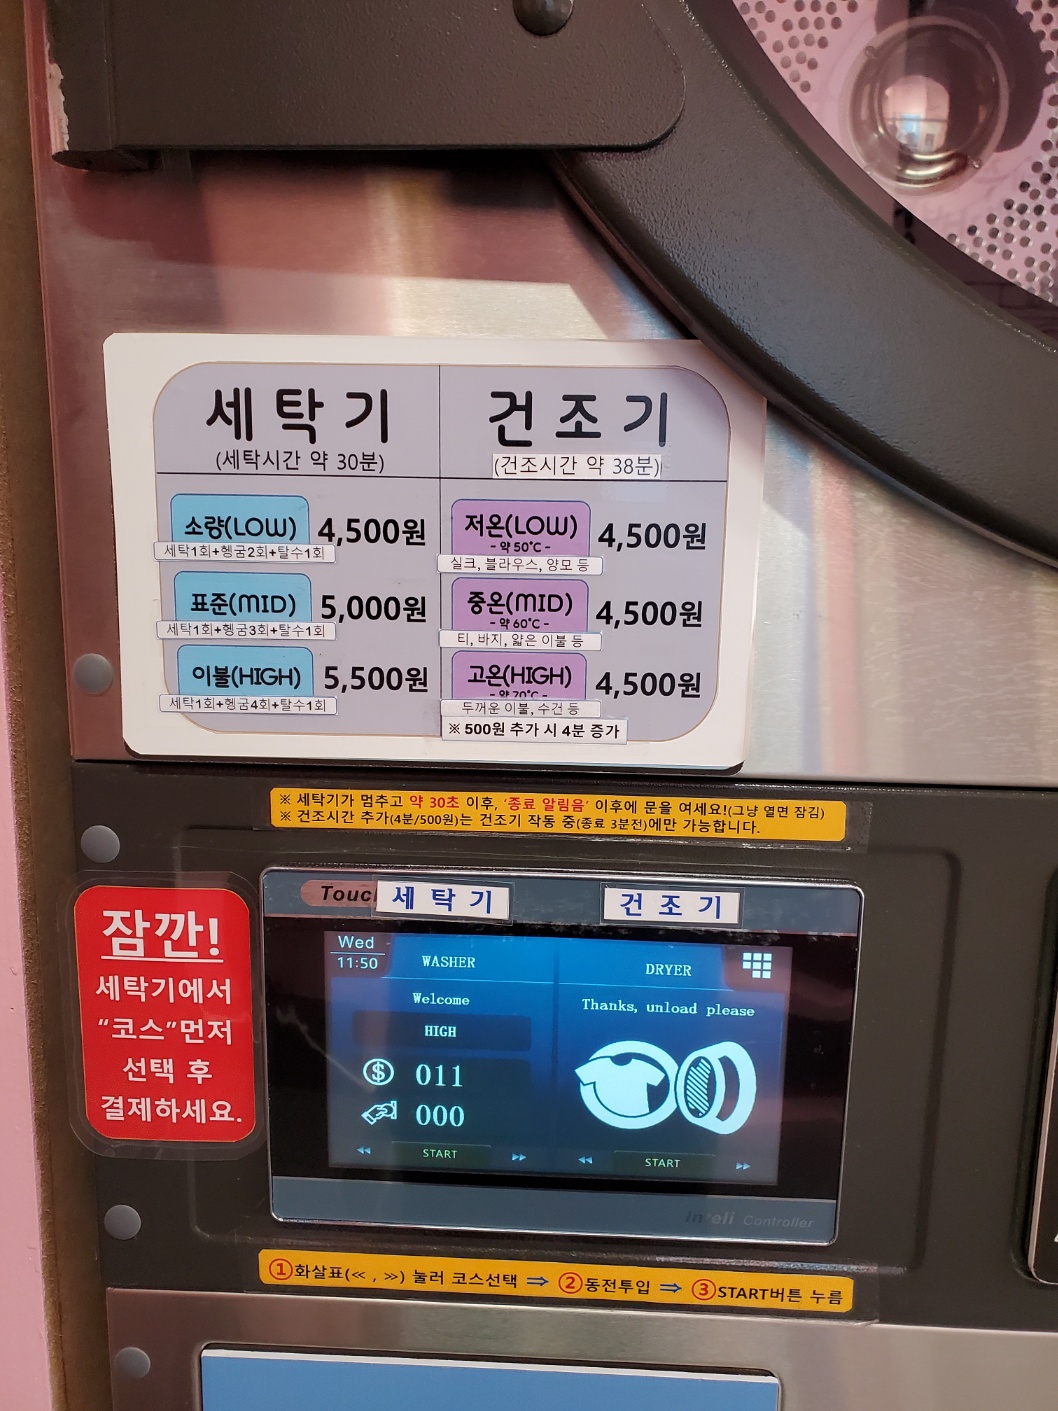 세탁기
(세탁시간 약 30분)
소량(LOW) 4,500원
세탁1회+헹굼2회+탈수1회
표준(MID) 5,000원
세탁1회+헹굼3회+탈수1회
이불(HIGH) 5,500원
세탁1회+헹굼4회+탈수1회
건조기
(건조시간 약 38분)
저온(LOW) 4,500원
- 약 50℃ -
실크, 블라우스, 양모 등
중온(MID) 4,500원
- 약 60℃ -
티, 바지, 얇은 이불 등
고온(HIGH) 4,500원
- 약 70℃ -
두꺼운 이불, 수건 등
※ 500원 추가 시 4분 증가
※ 세탁기가 멈추고 약 30초 이후, '종료 알림음' 이후에 문을 여세요!(그냥 열면 잠김)
※ 건조시간 추가(4분/500원)는 건조기 작동 중(종료 3분전)에만 가능합니다.
잠깐!
세탁기에서
“코스”먼저
선택 후
결제하세요.
Touc
세탁기
건조기
Wed
11:50
WASHER
Welcome
HIGH
011
000
START
DRYER
Thanks, unload please
START
Inteli Controller
①화살표(≪ , ≫) 눌러 코스선택 ⇒ ②동전투입 ⇒ ③START버튼 누름